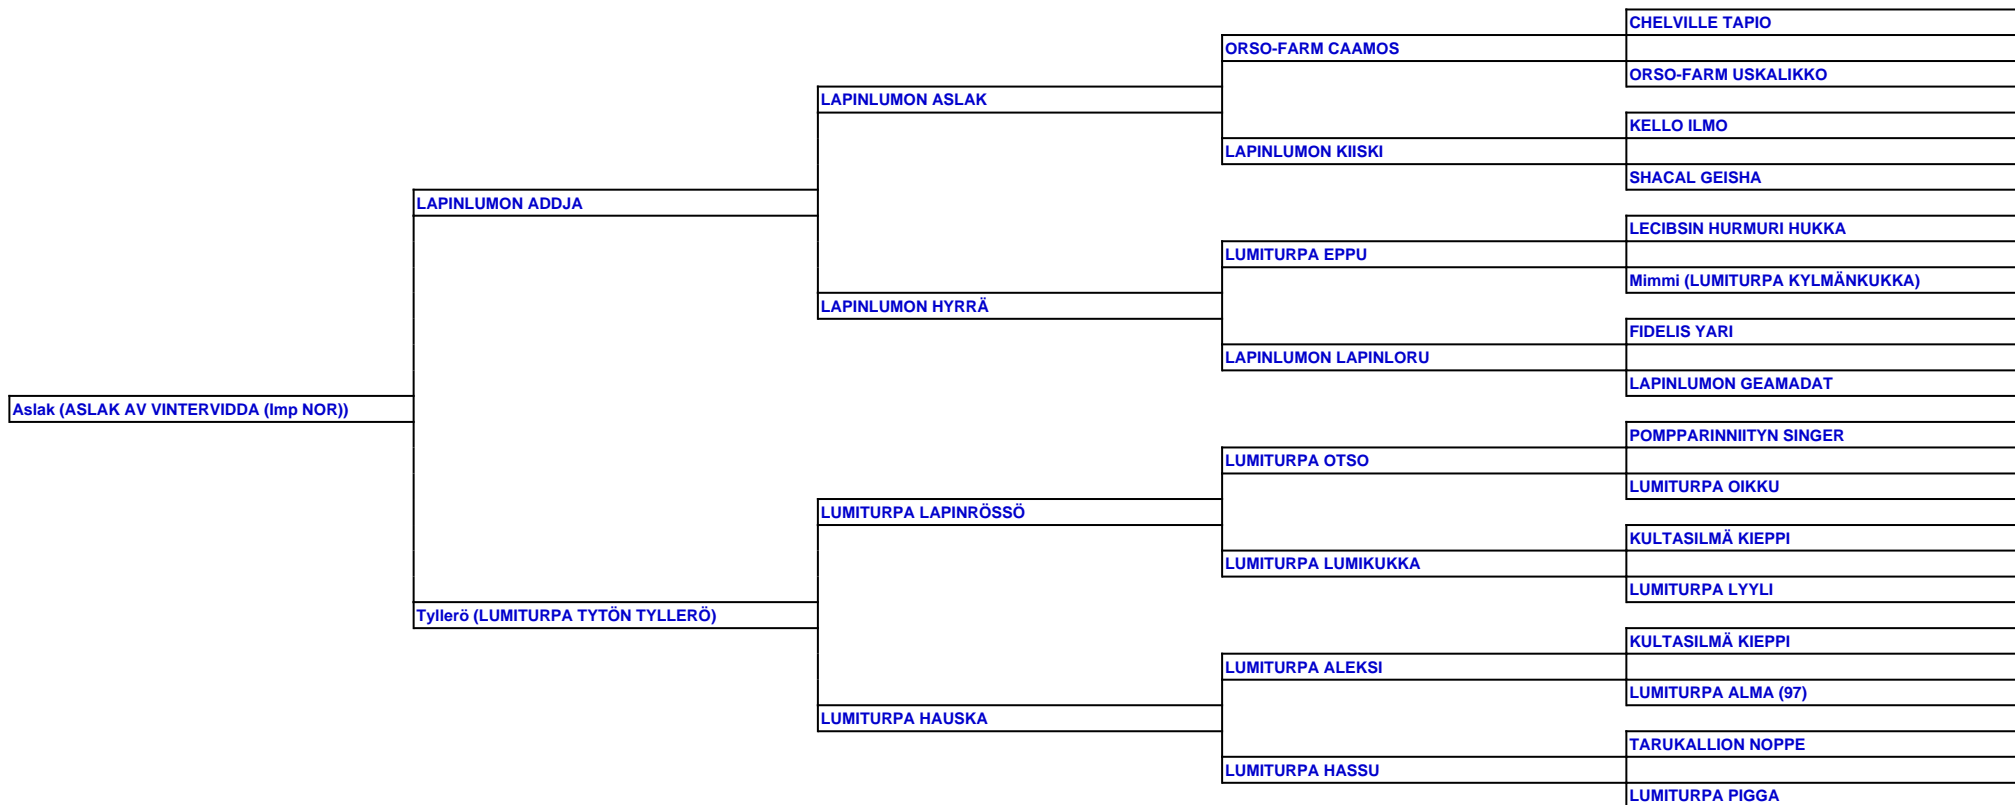 CHELVILLE TAPIO
ORSO-FARM CAAMOS
ORSO-FARM USKALIKKO
LAPINLUMON ASLAK
KELLO ILMO
LAPINLUMON KIISKI
SHACAL GEISHA
LAPINLUMON ADDJA
LECIBSIN HURMURI HUKKA
LUMITURPA EPPU
Mimmi (LUMITURPA KYLMÄNKUKKA)
LAPINLUMON HYRRÄ
FIDELIS YARI
LAPINLUMON LAPINLORU
LAPINLUMON GEAMADAT
Aslak (ASLAK AV VINTERVIDDA (Imp NOR))
POMPPARINNIITYN SINGER
LUMITURPA OTSO
LUMITURPA OIKKU
LUMITURPA LAPINRÖSSÖ
KULTASILMÄ KIEPPI
LUMITURPA LUMIKUKKA
LUMITURPA LYYLI
Tyllerö (LUMITURPA TYTÖN TYLLERÖ)
KULTASILMÄ KIEPPI
LUMITURPA ALEKSI
LUMITURPA ALMA (97)
LUMITURPA HAUSKA
TARUKALLION NOPPE
LUMITURPA HASSU
LUMITURPA PIGGA